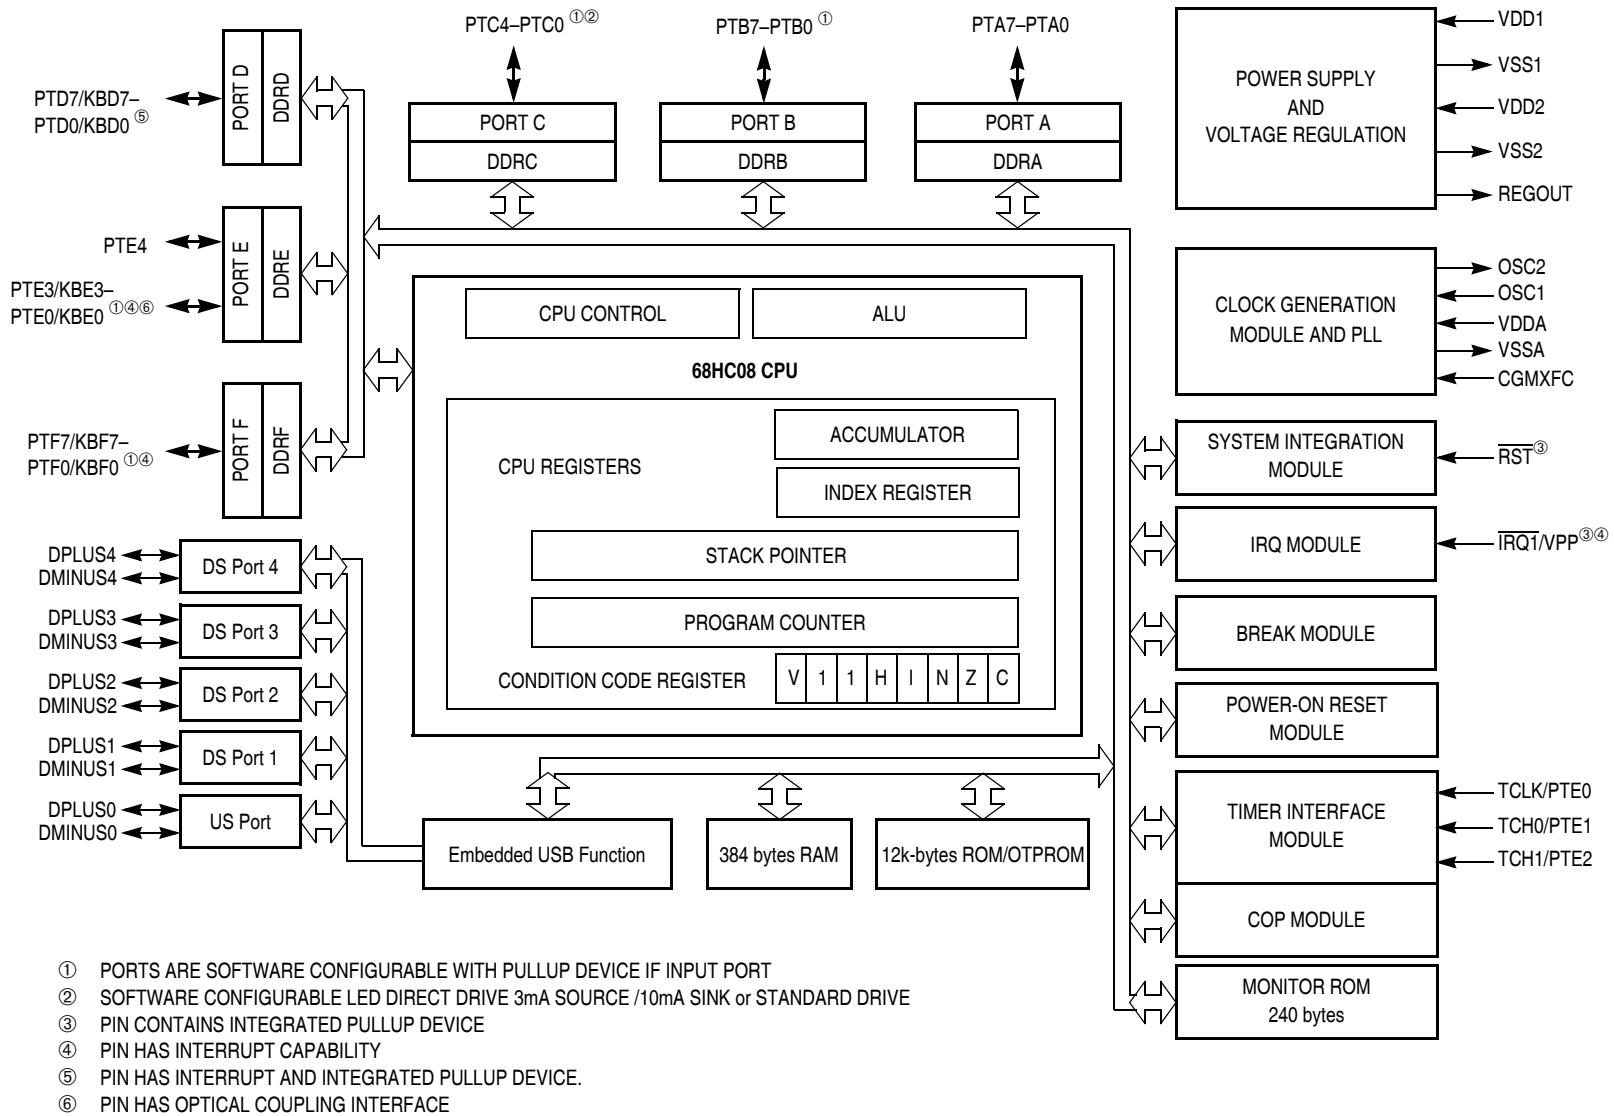 PTC4–PTC0 ①②
PTB7–PTB0 ①
PTA7–PTA0
PORT C
DDRC
PORT B
DDRB
PORT A
DDRA
PTD7/KBD7–
PTD0/KBD0 ⑤
PORT D
DDRD
PTE4
PTE3/KBE3–
PTE0/KBE0 ①④⑥
PORT E
DDRE
PTF7/KBF7–
PTF0/KBF0 ①④
PORT F
DDRF
DPLUS4
DMINUS4
DS Port 4
DPLUS3
DMINUS3
DS Port 3
DPLUS2
DMINUS2
DS Port 2
DPLUS1
DMINUS1
DS Port 1
DPLUS0
DMINUS0
US Port
CPU CONTROL
ALU
68HC08 CPU
CPU REGISTERS
ACCUMULATOR
INDEX REGISTER
STACK POINTER
PROGRAM COUNTER
CONDITION CODE REGISTER
V 1 1 H I N Z C
Embedded USB Function
384 bytes RAM
12k-bytes ROM/OTPROM
POWER SUPPLY
AND
VOLTAGE REGULATION
VDD1
VSS1
VDD2
VSS2
REGOUT
CLOCK GENERATION
MODULE AND PLL
OSC2
OSC1
VDDA
VSSA
CGMXFC
SYSTEM INTEGRATION
MODULE
RST③
IRQ MODULE
IRQ1/VPP③④
BREAK MODULE
POWER-ON RESET
MODULE
TIMER INTERFACE
MODULE
TCLK/PTE0
TCH0/PTE1
TCH1/PTE2
COP MODULE
MONITOR ROM
240 bytes
① PORTS ARE SOFTWARE CONFIGURABLE WITH PULLUP DEVICE IF INPUT PORT
② SOFTWARE CONFIGURABLE LED DIRECT DRIVE 3mA SOURCE /10mA SINK or STANDARD DRIVE
③ PIN CONTAINS INTEGRATED PULLUP DEVICE
④ PIN HAS INTERRUPT CAPABILITY
⑤ PIN HAS INTERRUPT AND INTEGRATED PULLUP DEVICE.
⑥ PIN HAS OPTICAL COUPLING INTERFACE